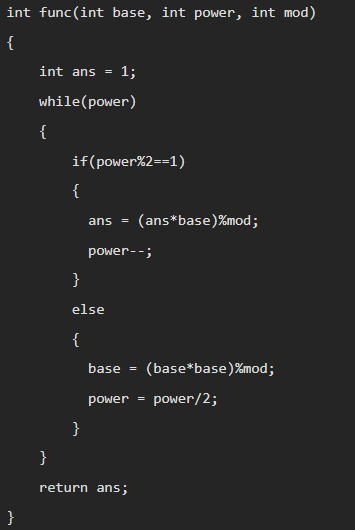 int func(int base, int power, int mod)
{
    int ans = 1;
    while(power)
    {
        if(power%2==1)
        {
          ans = (ans*base)%mod;
          power--;
        }
        else
        {
          base = (base*base)%mod;
          power = power/2;
        }
    }
    return ans;
}